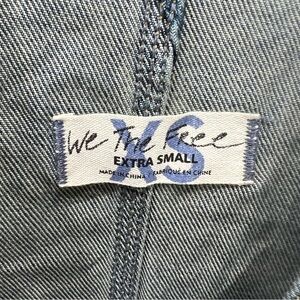 We The Free
XS
EXTRA SMALL
MADE IN CHINA / FABRIQUÉ EN CHINE